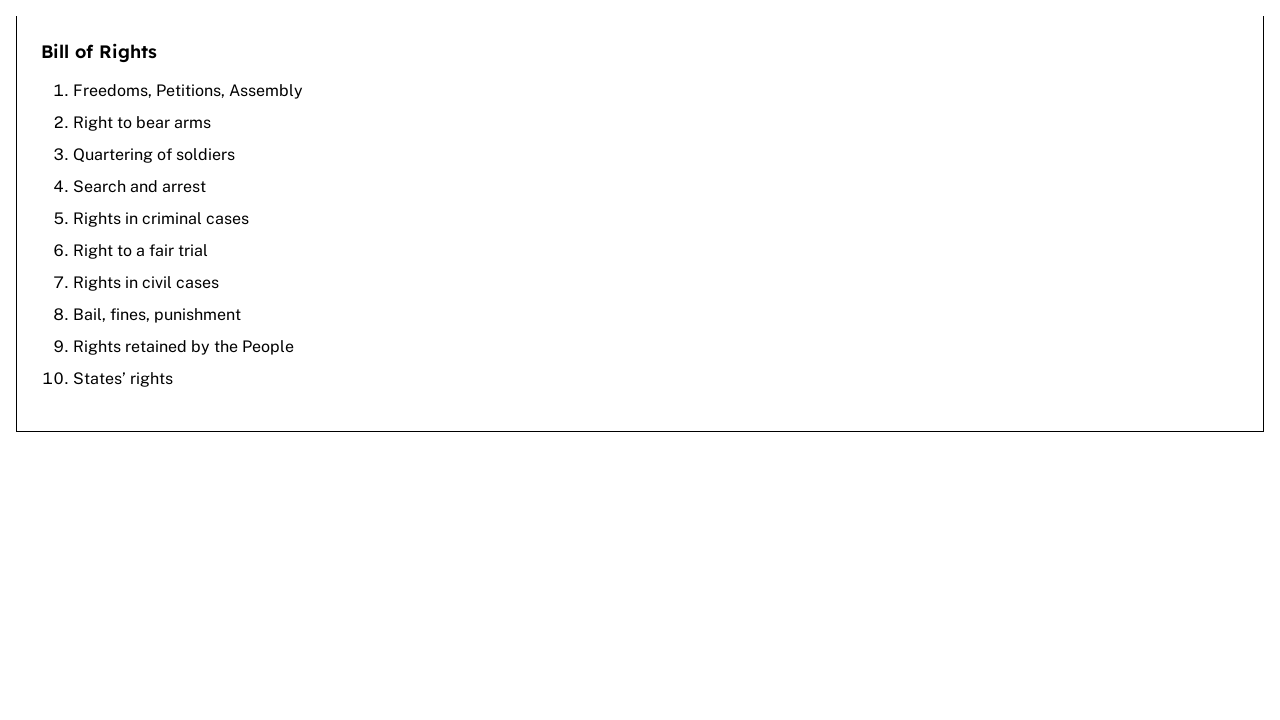 Bill of Rights
1. Freedoms, Petitions, Assembly
2. Right to bear arms
3. Quartering of soldiers
4. Search and arrest
5. Rights in criminal cases
6. Right to a fair trial
7. Rights in civil cases
8. Bail, fines, punishment
9. Rights retained by the People
10. States’ rights